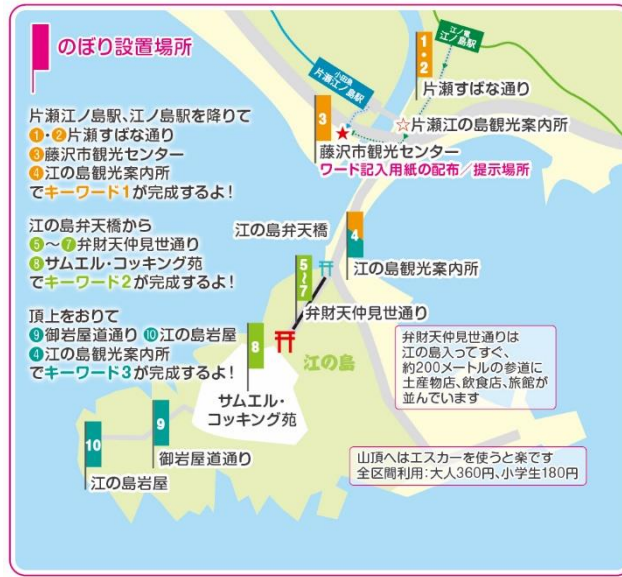 のぼり設置場所
片瀬江ノ島駅、江ノ島駅を降りて
①・②片瀬すばな通り
③藤沢市観光センター
④江の島観光案内所
でキーワード1が完成するよ!
江の島弁天橋から
⑤〜⑦弁財天仲見世通り
⑧サムエル・コッキング苑
でキーワード2が完成するよ!
頂上をおりて
⑨御岩屋道通り ⑩江の島岩屋
④江の島観光案内所
でキーワード3が完成するよ!
江ノ電
江ノ島駅
小田急
片瀬江ノ島駅
1・2
片瀬すばな通り
☆片瀬江の島観光案内所
3
★
藤沢市観光センター
ワード記入用紙の配布/提示場所
江の島弁天橋
4
江の島観光案内所
5〜7
弁財天仲見世通り
8
江の島
サムエル・
コッキング苑
9
御岩屋道通り
10
江の島岩屋
弁財天仲見世通りは
江の島入ってすぐ、
約200メートルの参道に
土産物店、飲食店、旅館が
並んでいます
山頂へはエスカーを使うと楽です
全区間利用:大人360円、小学生180円